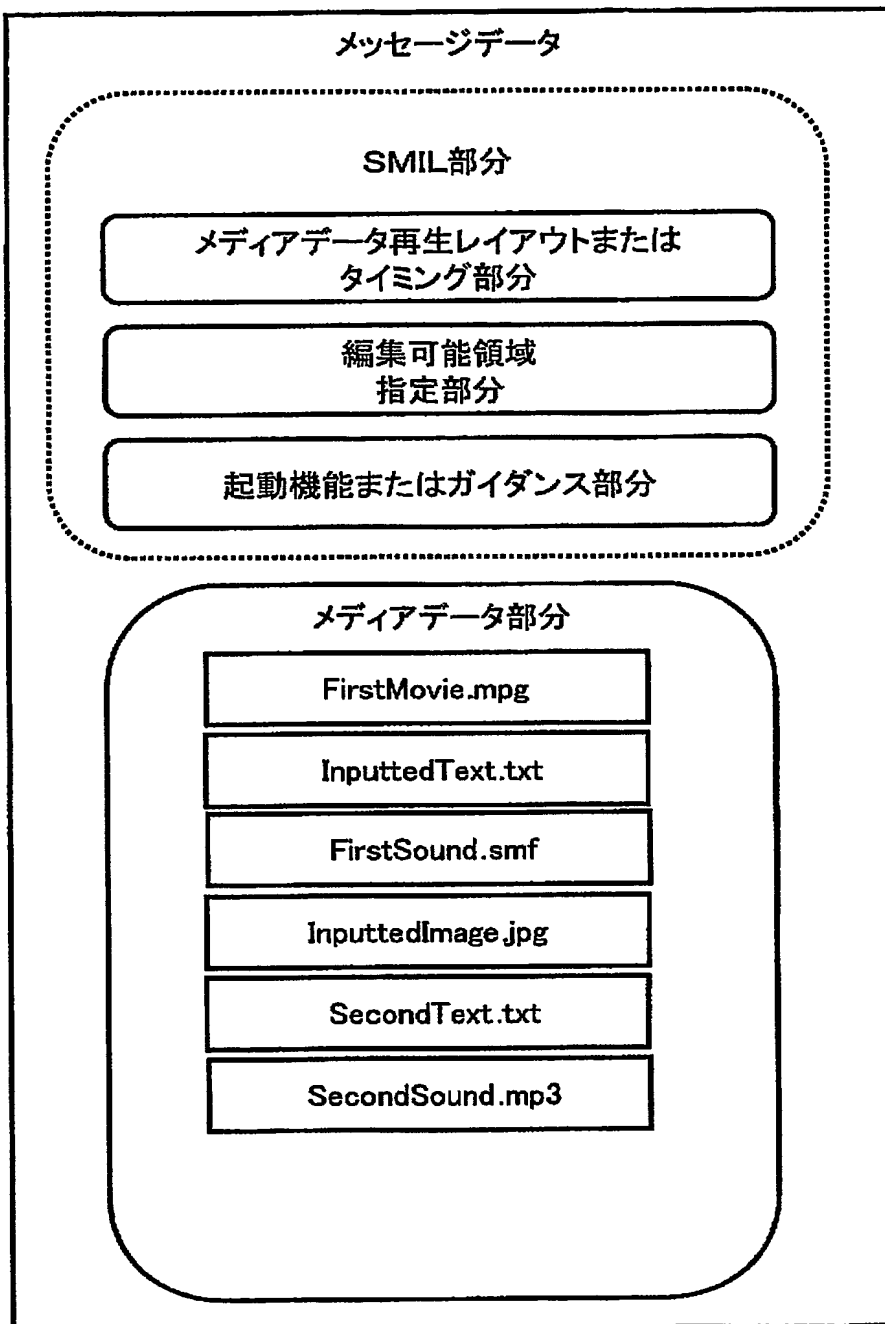 メッセージデータ
SMIL部分
メディアデータ再生レイアウトまたは
タイミング部分
編集可能領域
指定部分
起動機能またはガイダンス部分
メディアデータ部分
FirstMovie.mpg
InputtedText.txt
FirstSound.smf
InputtedImage.jpg
SecondText.txt
SecondSound.mp3